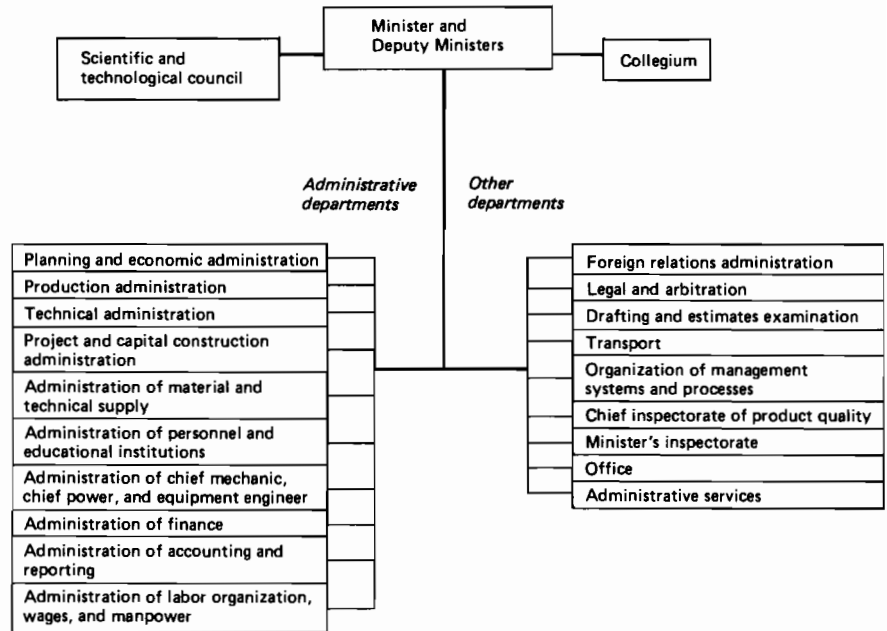 Minister and
Deputy Ministers
Scientific and
technological council
Collegium
Administrative
departments
Other
departments
Planning and economic administration
Production administration
Technical administration
Project and capital construction
administration
Administration of material and
technical supply
Administration of personnel and
educational institutions
Administration of chief mechanic,
chief power, and equipment engineer
Administration of finance
Administration of accounting and
reporting
Administration of labor organization,
wages, and manpower
Foreign relations administration
Legal and arbitration
Drafting and estimates examination
Transport
Organization of management
systems and processes
Chief inspectorate of product quality
Minister's inspectorate
Office
Administrative services